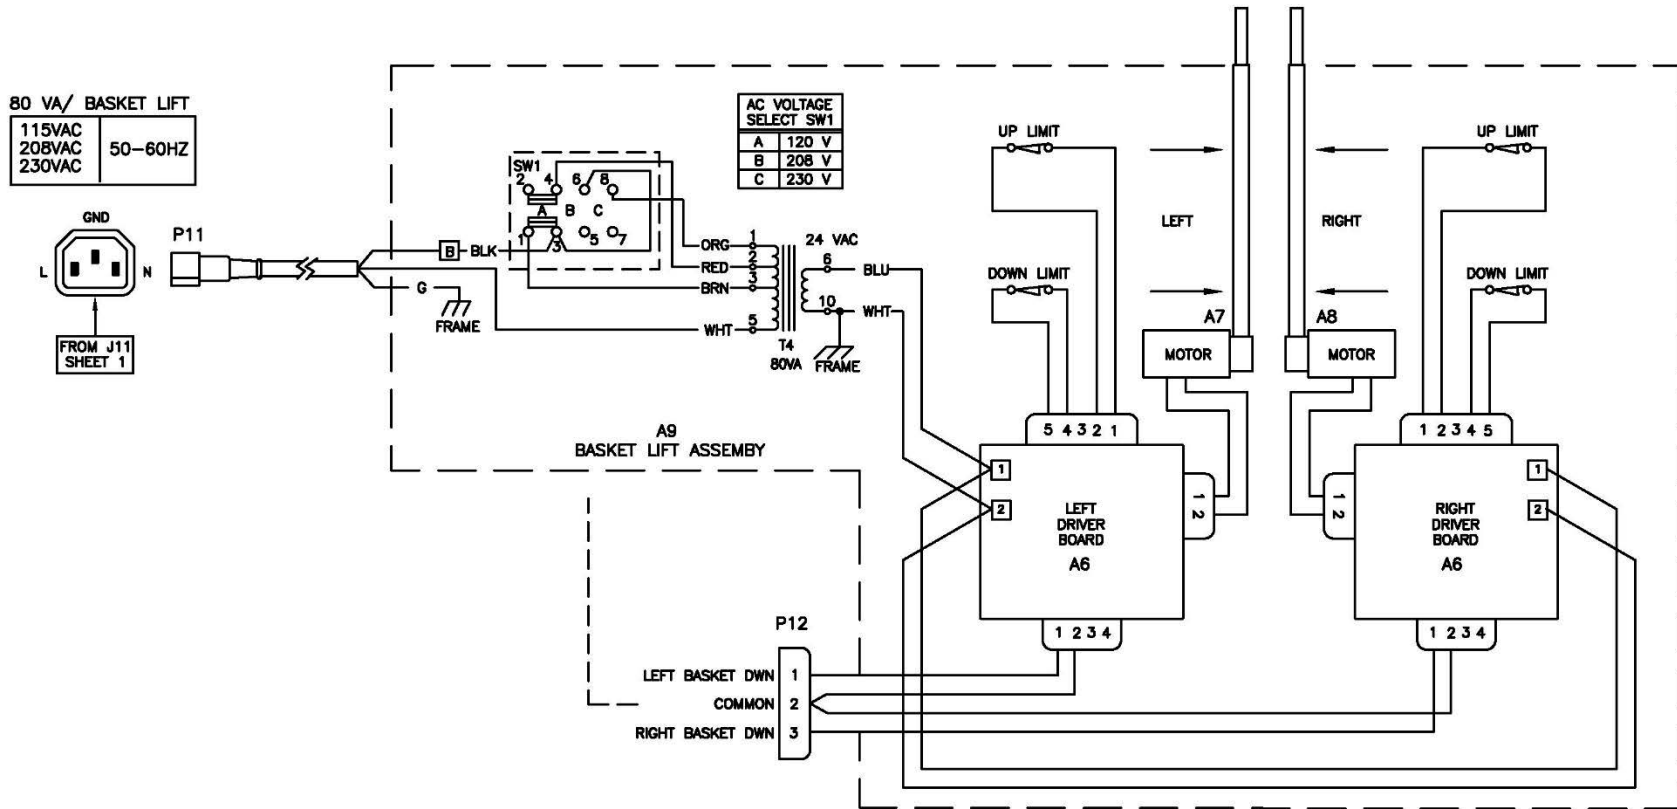 80 VA/ BASKET LIFT
115VAC
208VAC
230VAC
50-60HZ
GND
L
N
FROM J11
SHEET 1
P11
B
BLK
G
FRAME
SW1
2 4 6 8
A B C
1 3 5 7
AC VOLTAGE
SELECT SW1
A 120 V
B 208 V
C 230 V
ORG
RED
BRN
WHT
1
2
3
5
24 VAC
6
10
BLU
WHT
T4
80VA
FRAME
A9
BASKET LIFT ASSEMBY
UP LIMIT
DOWN LIMIT
LEFT
RIGHT
UP LIMIT
DOWN LIMIT
A7
MOTOR
A8
MOTOR
5 4 3 2 1
1
2
LEFT
DRIVER
BOARD
A6
1 2
1 2 3 4
1 2 3 4 5
1
2
RIGHT
DRIVER
BOARD
A6
1 2
1 2 3 4
P12
LEFT BASKET DWN 1
COMMON 2
RIGHT BASKET DWN 3